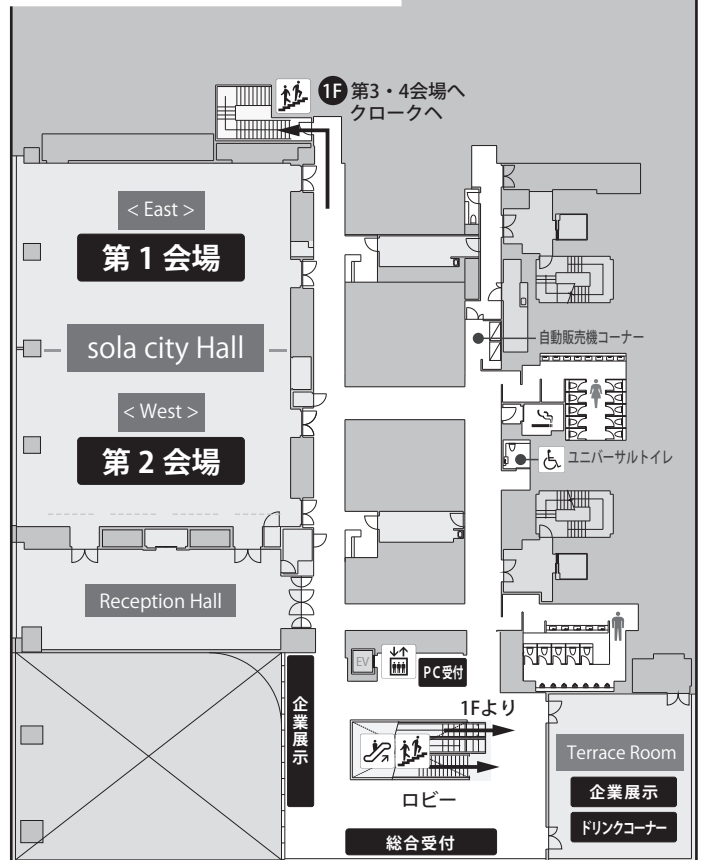 1F 第3・4会場へ
クロークへ
< East >
第 1 会場
sola city Hall
自動販売機コーナー
< West >
第 2 会場
ユニバーサルトイレ
Reception Hall
EV
PC受付
企業展示
1Fより
Terrace Room
企業展示
ロビー
ドリンクコーナー
総合受付